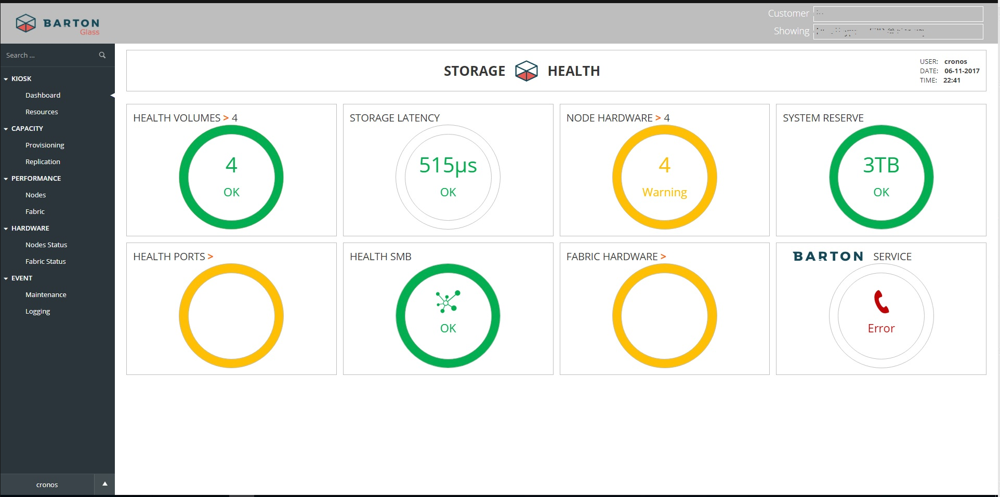 BARTON
Glass
Customer
Showing
Search ...
KIOSK
Dashboard
Resources
CAPACITY
Provisioning
Replication
PERFORMANCE
Nodes
Fabric
HARDWARE
Nodes Status
Fabric Status
EVENT
Maintenance
Logging
cronos
STORAGE HEALTH
USER: cronos
DATE: 06-11-2017
TIME: 22:41
HEALTH VOLUMES > 4
4
OK
STORAGE LATENCY
515µs
OK
NODE HARDWARE > 4
4
Warning
SYSTEM RESERVE
3TB
OK
HEALTH PORTS >
HEALTH SMB
OK
FABRIC HARDWARE >
BARTON SERVICE
Error